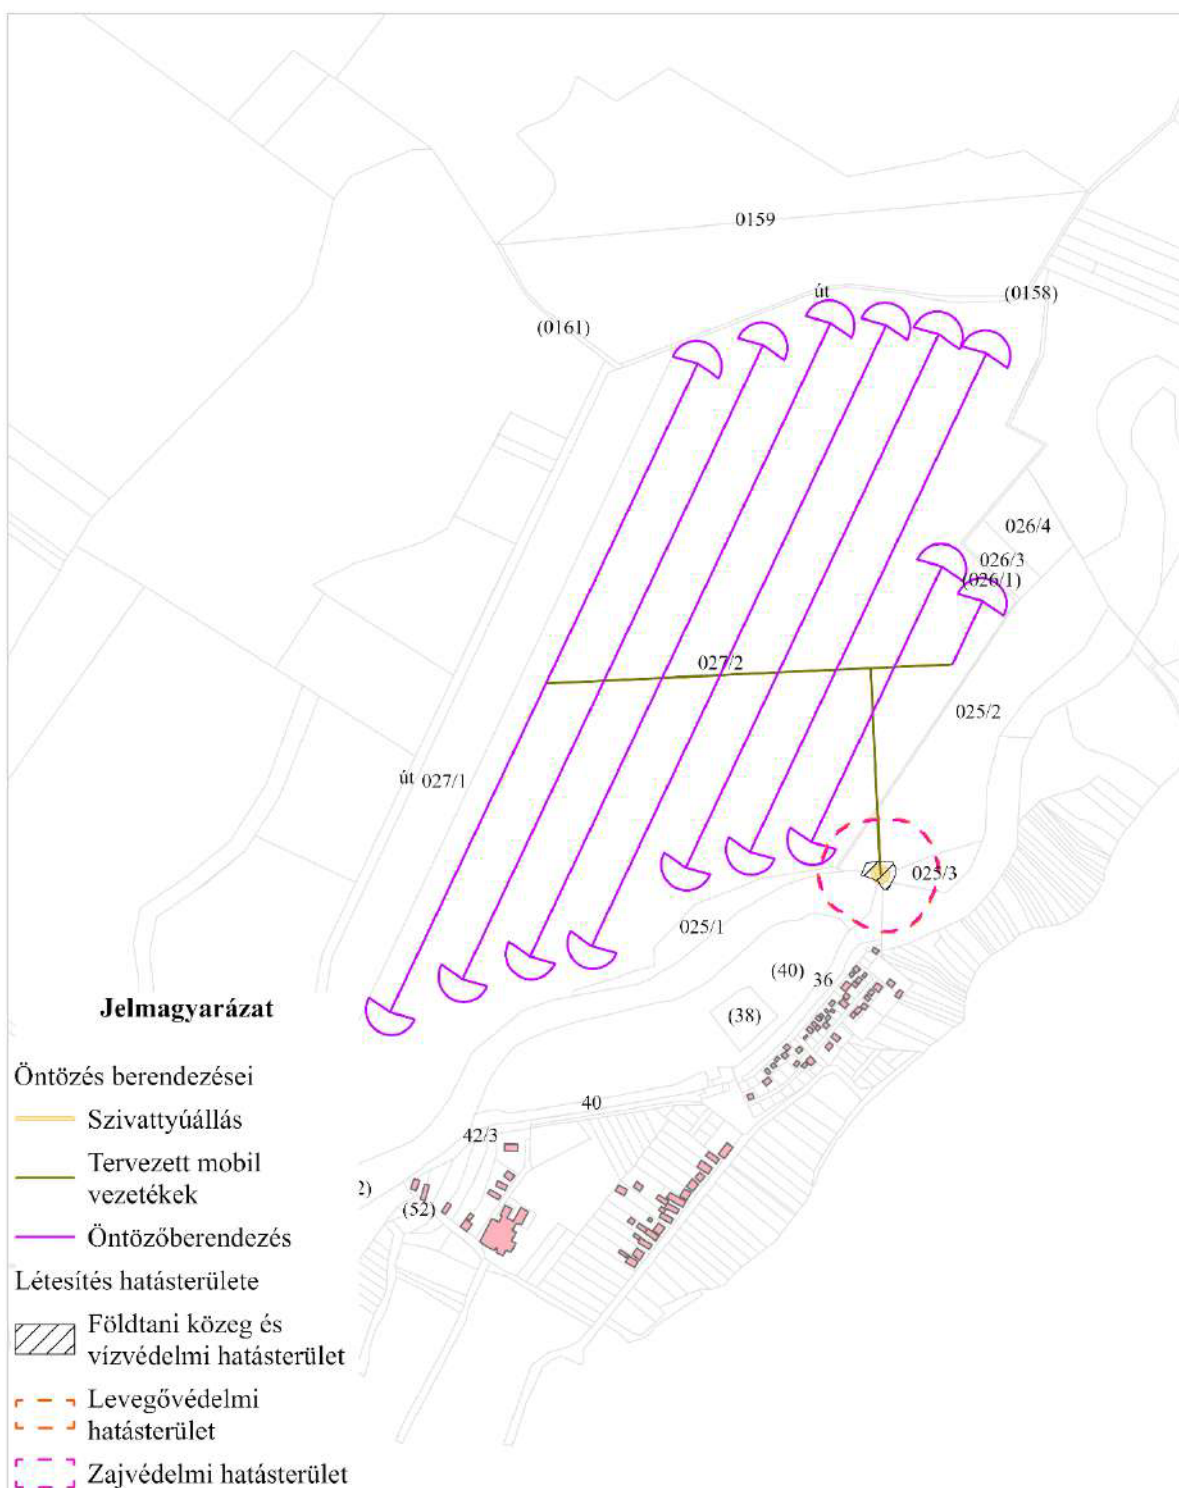 0159
út
(0158)
(0161)
026/4
026/3
(026/1)
027/2
025/2
út 027/1
025/3
025/1
(40)
36
(38)
40
42/3
2)
(52)
Jelmagyarázat
Öntözés berendezései
Szivattyúállás
Tervezett mobil
vezetékek
Öntözőberendezés
Létesítés hatásterülete
Földtani közeg és
vízvédelmi hatásterület
Levegővédelmi
hatásterület
Zajvédelmi hatásterület